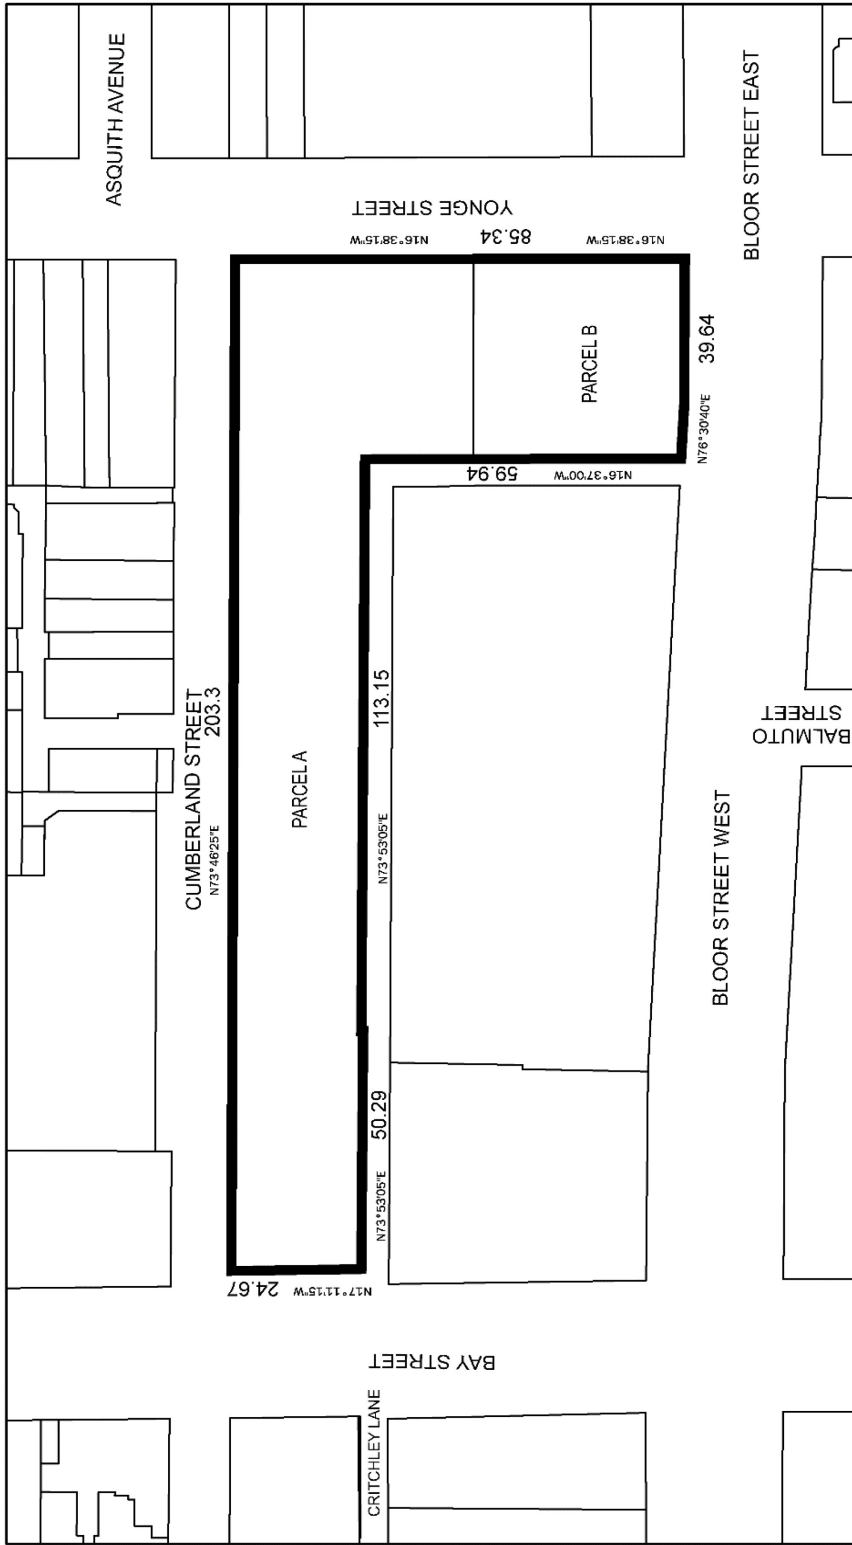 ASQUITH AVENUE
YONGE STREET
BLOOR STREET EAST
N16°38'15"W
85.34
N16°38'15"W
PARCEL B
39.64
N76°30'40"E
59.94
N16°37'00"W
CUMBERLAND STREET
203.3
N73°46'25"E
PARCEL A
113.15
N73°53'05"E
BALMUTO
STREET
BLOOR STREET WEST
50.29
N73°53'05"E
24.67
N17°11'15"W
BAY STREET
CRITCHLEY LANE